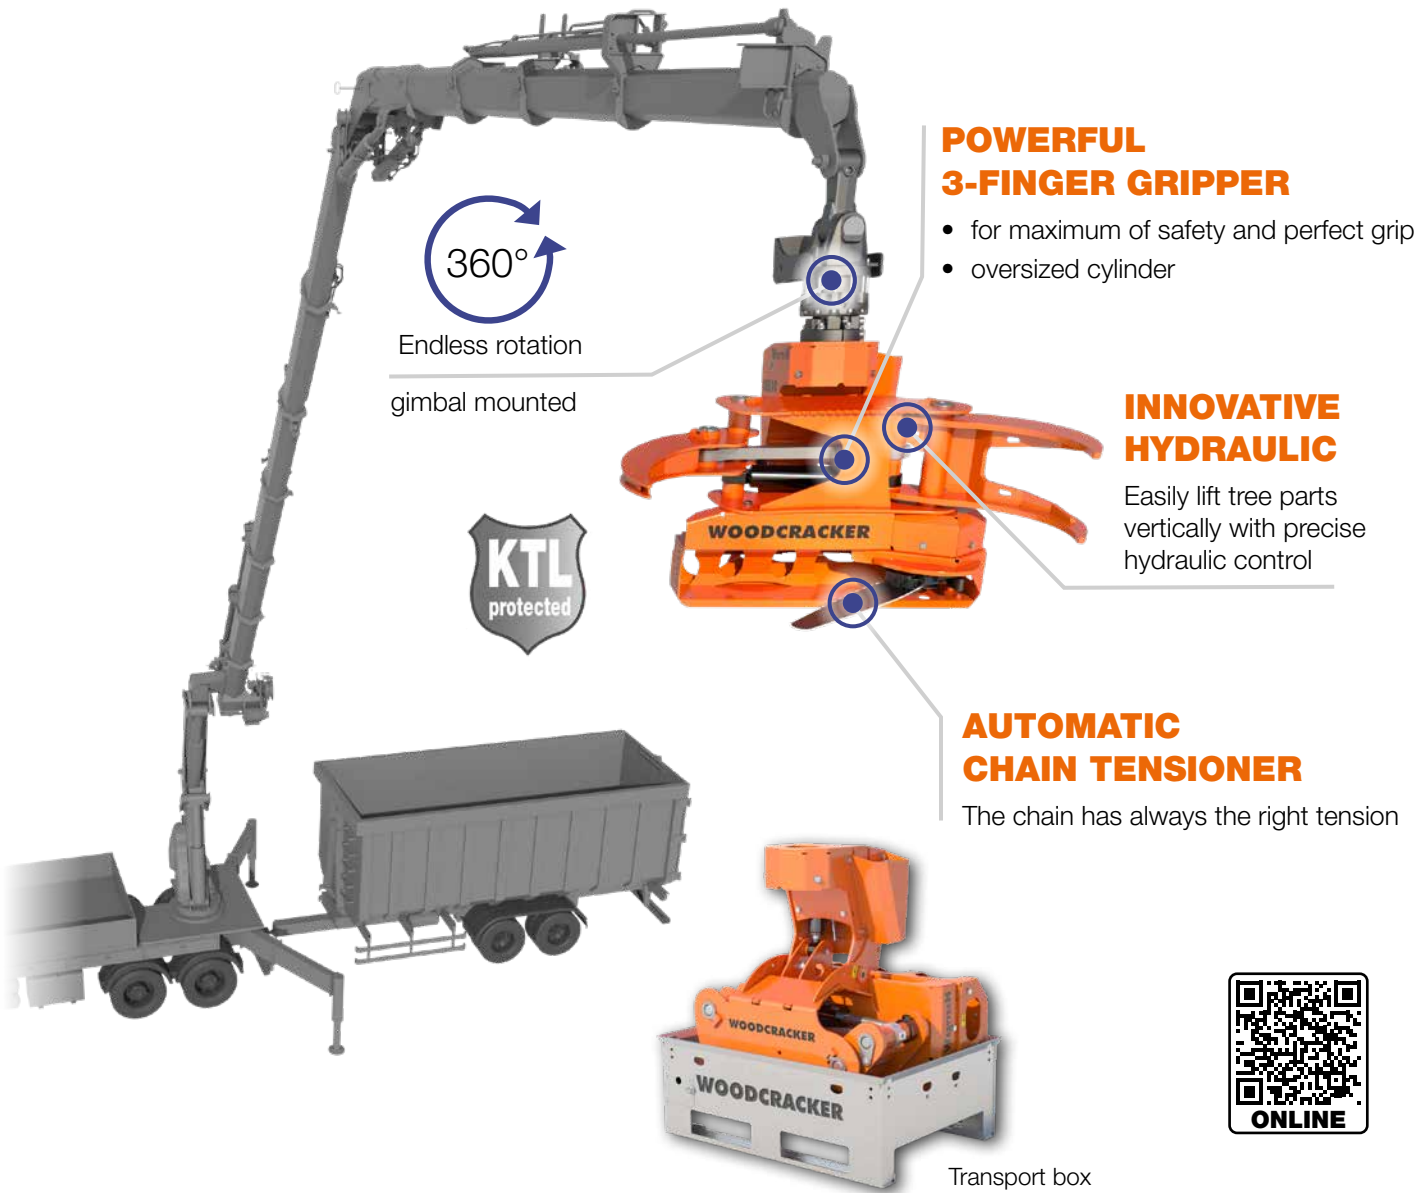 POWERFUL
3-FINGER GRIPPER
• for maximum of safety and perfect grip
• oversized cylinder
360°
Endless rotation
gimbal mounted
INNOVATIVE
HYDRAULIC
Easily lift tree parts
vertically with precise
hydraulic control
WOODCRACKER
KTL
protected
AUTOMATIC
CHAIN TENSIONER
The chain has always the right tension
WOODCRACKER
WOODCRACKER
ONLINE
Transport box